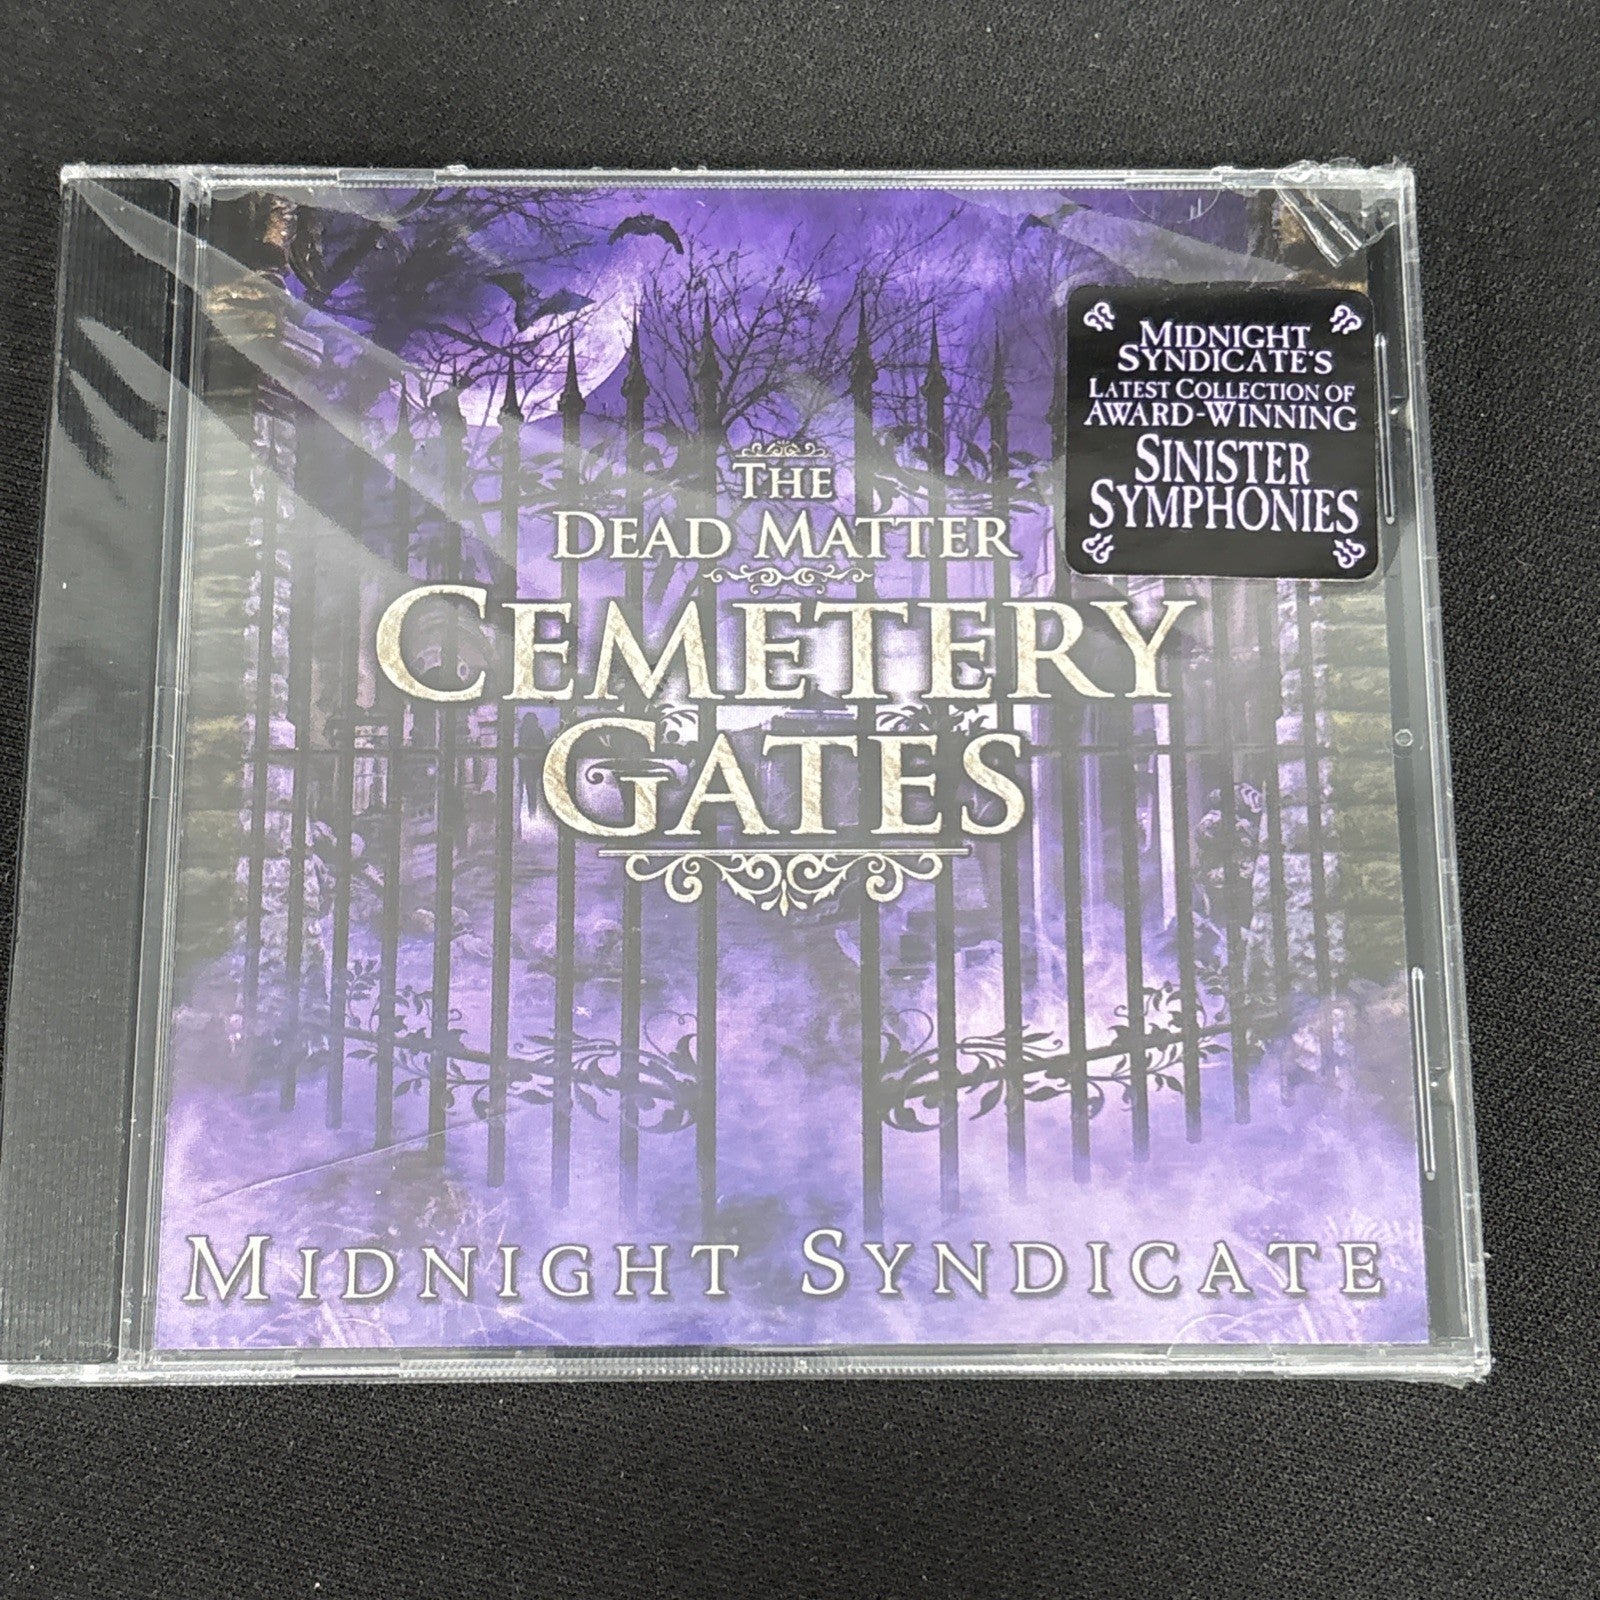 MIDNIGHT
SYNDICATE'S
LATEST COLLECTION OF
AWARD-WINNING
SINISTER
SYMPHONIES
THE
DEAD MATTER
CEMETERY
GATES
MIDNIGHT SYNDICATE